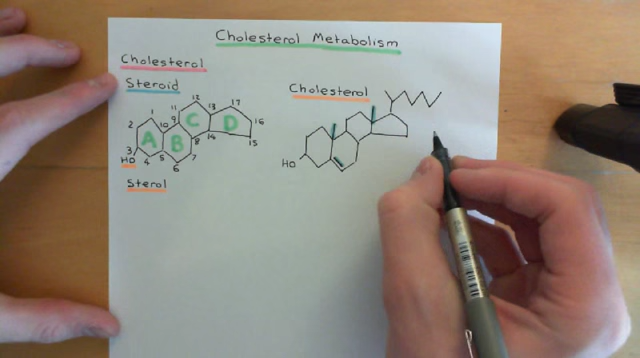 Cholesterol Metabolism
Cholesterol
Steroid
1 2 3 4 5 6 7 8 9 10 11 12 13 14 15 16 17
A B C D
HO
Sterol
Cholesterol
HO